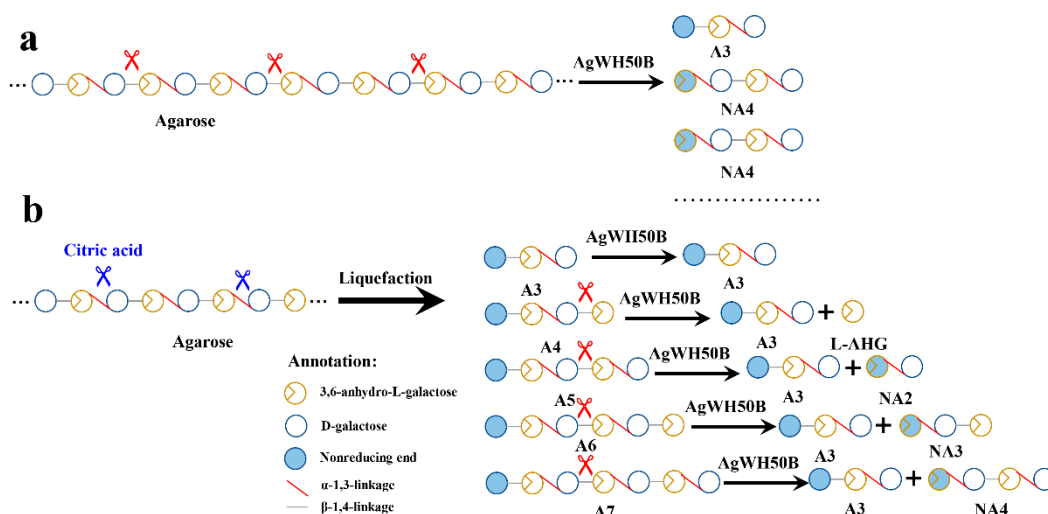 a
AgWH50B
A3
... ...
Agarose
NA4
NA4
b
Citric acid
... ...
Liquefaction
Agarose
AgWH50B
A3 A3
AgWH50B
A4 A3 L-AHG
AgWH50B
A5 A3 NA2
AgWH50B
A6 A3 NA3
AgWH50B
A7 A3 NA4
Annotation:
3,6-anhydro-L-galactose
D-galactose
Nonreducing end
α-1,3-linkage
β-1,4-linkage